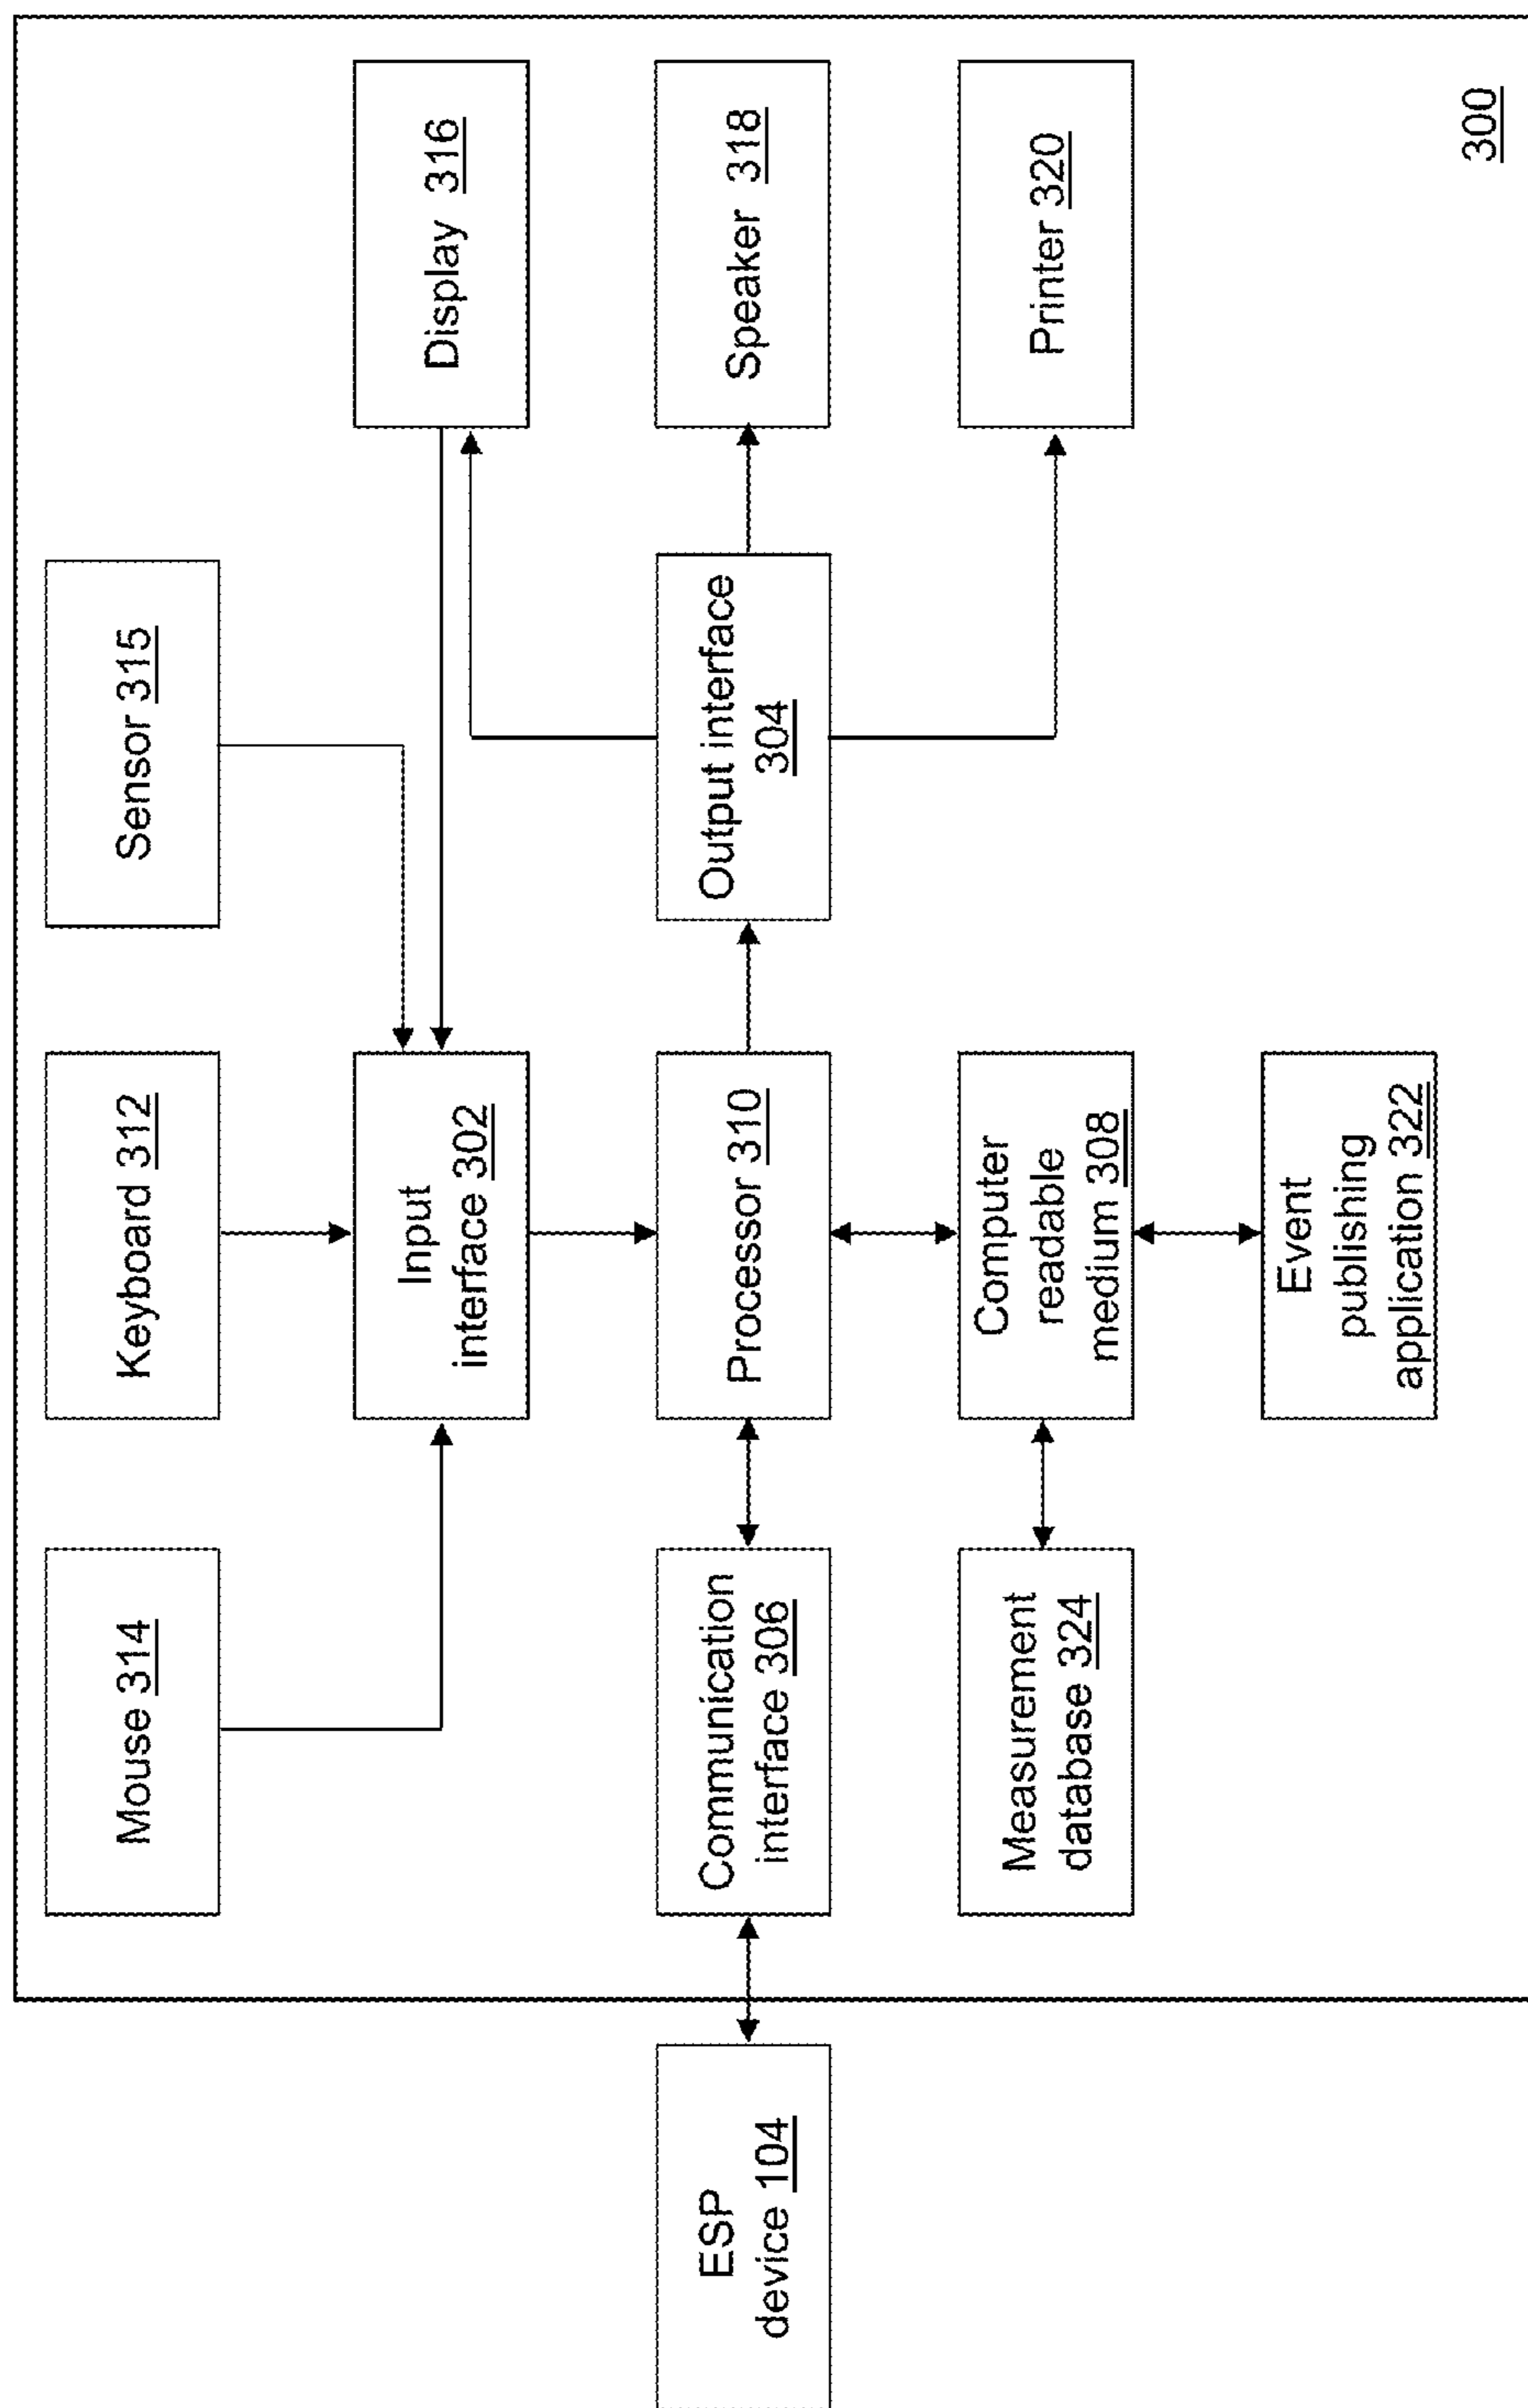 Mouse 314
Keyboard 312
Sensor 315
Input
interface 302
Display 316
ESP
device 104
Communication
interface 306
Processor 310
Output interface
304
Speaker 318
Measurement
database 324
Computer
readable
medium 308
Printer 320
Event
publishing
application 322
300